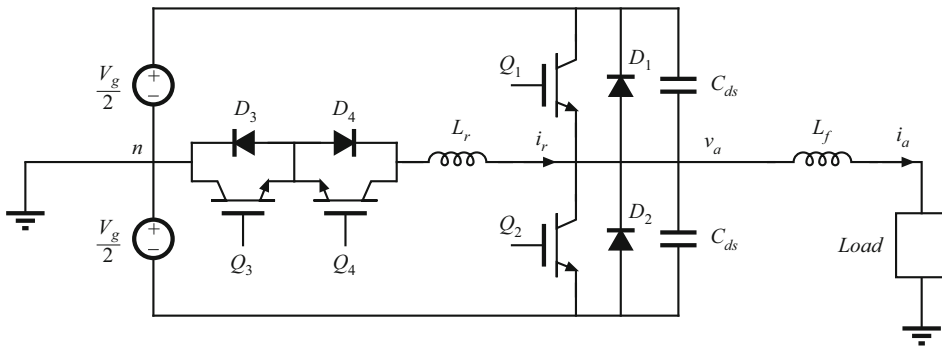 V_g/2
+
−
n
V_g/2
+
−
D_3
D_4
Q_3
Q_4
L_r
i_r
Q_1
D_1
C_ds
v_a
L_f
i_a
Q_2
D_2
C_ds
Load